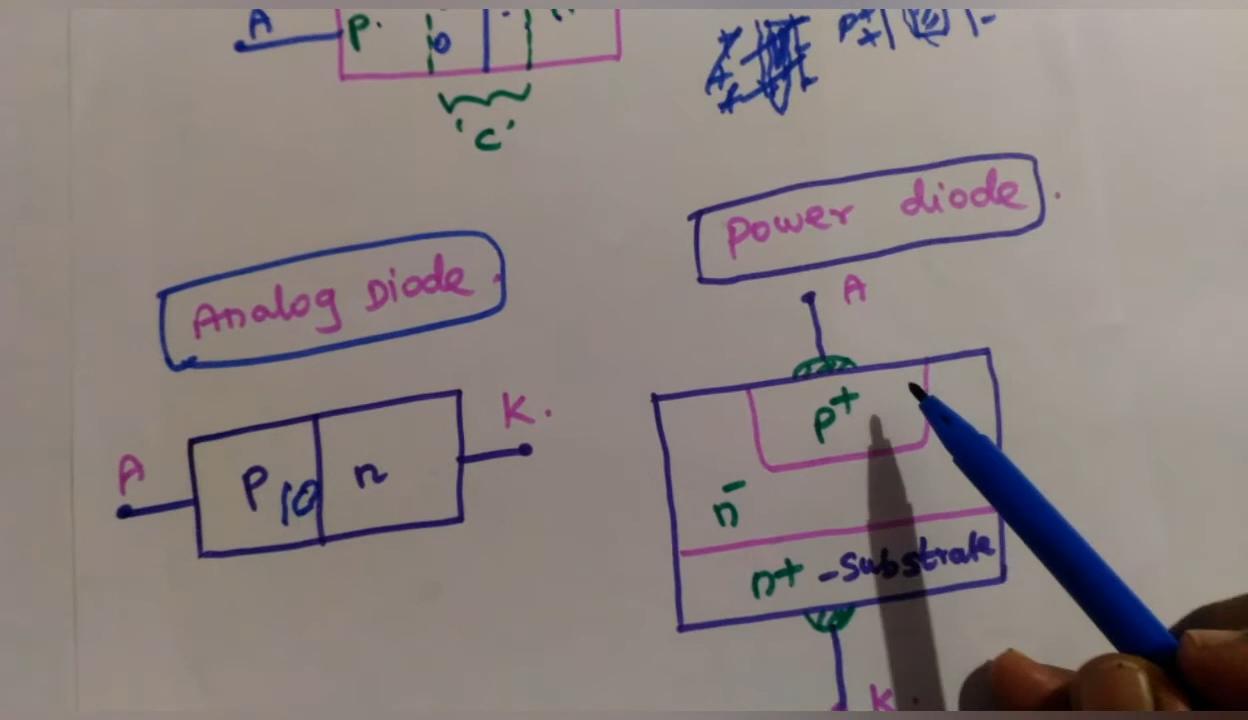 A
P.
'C'
Power diode.
Analog Diode.
A
P+
A
K.
P
n
n-
n+ -Substrate
K